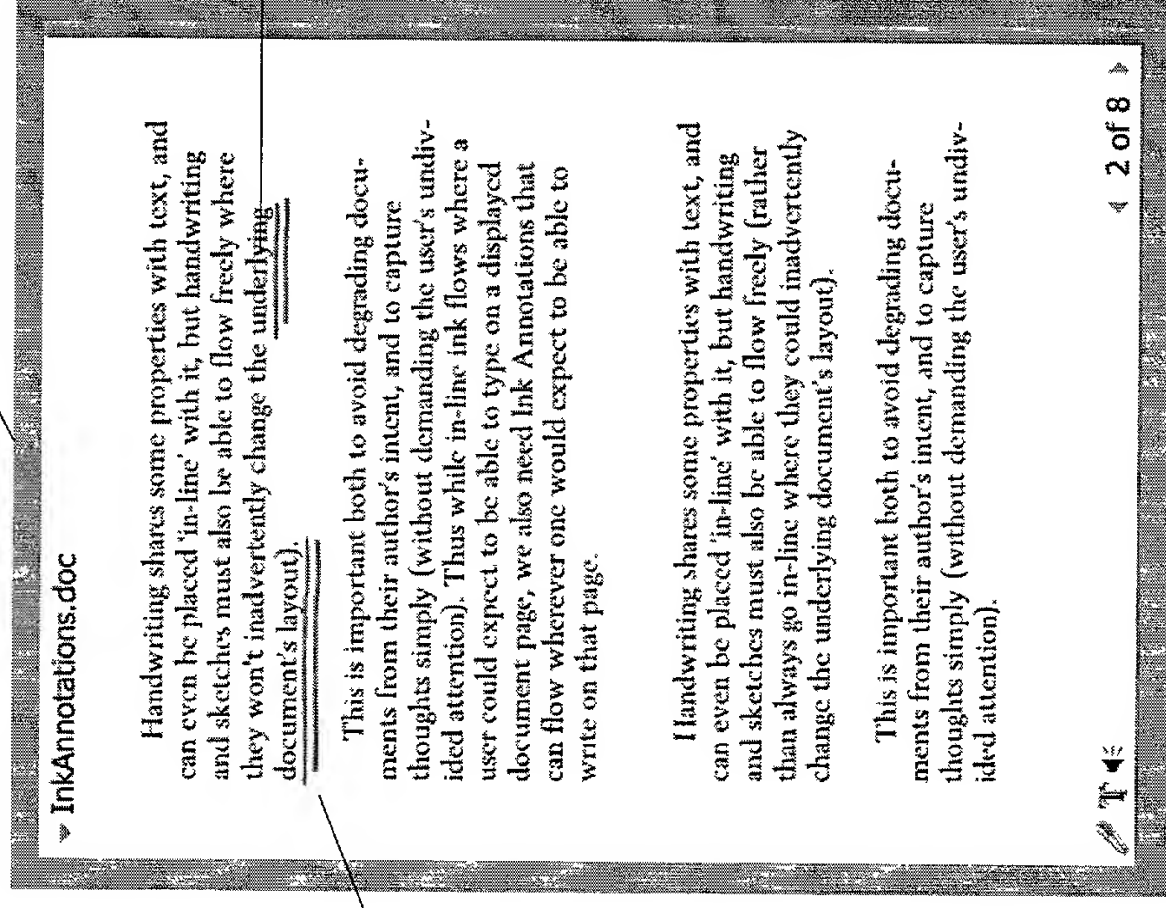 InkAnnotations.doc
Handwriting shares some properties with text, and
can even be placed 'in-line' with it, but handwriting
and sketches must also be able to flow freely where
they won't inadvertently change the underlying
document's layout).
This is important both to avoid degrading docu-
ments from their author's intent, and to capture
thoughts simply (without demanding the user's undiv-
ided attention). Thus while in-line ink flows where a
user could expect to be able to type on a displayed
document page, we also need Ink Annotations that
can flow wherever one would expect to be able to
write on that page.
Handwriting shares some properties with text, and
can even be placed 'in-line' with it, but handwriting
and sketches must also be able to flow freely (rather
than always go in-line where they could inadvertently
change the underlying document's layout).
This is important both to avoid degrading docu-
ments from their author's intent, and to capture
thoughts simply (without demanding the user's undiv-
ided attention).
T
2 of 8